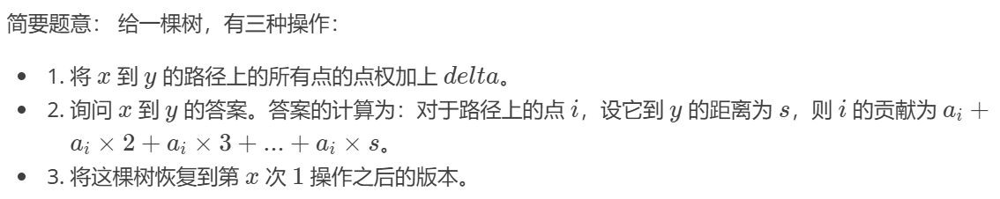 简要题意： 给一棵树，有三种操作：
1. 将 x 到 y 的路径上的所有点的点权加上 delta。
2. 询问 x 到 y 的答案。答案的计算为：对于路径上的点 i，设它到 y 的距离为 s，则 i 的贡献为 a_i +
a_i × 2 + a_i × 3 + ... + a_i × s。
3. 将这棵树恢复到第 x 次 1 操作之后的版本。